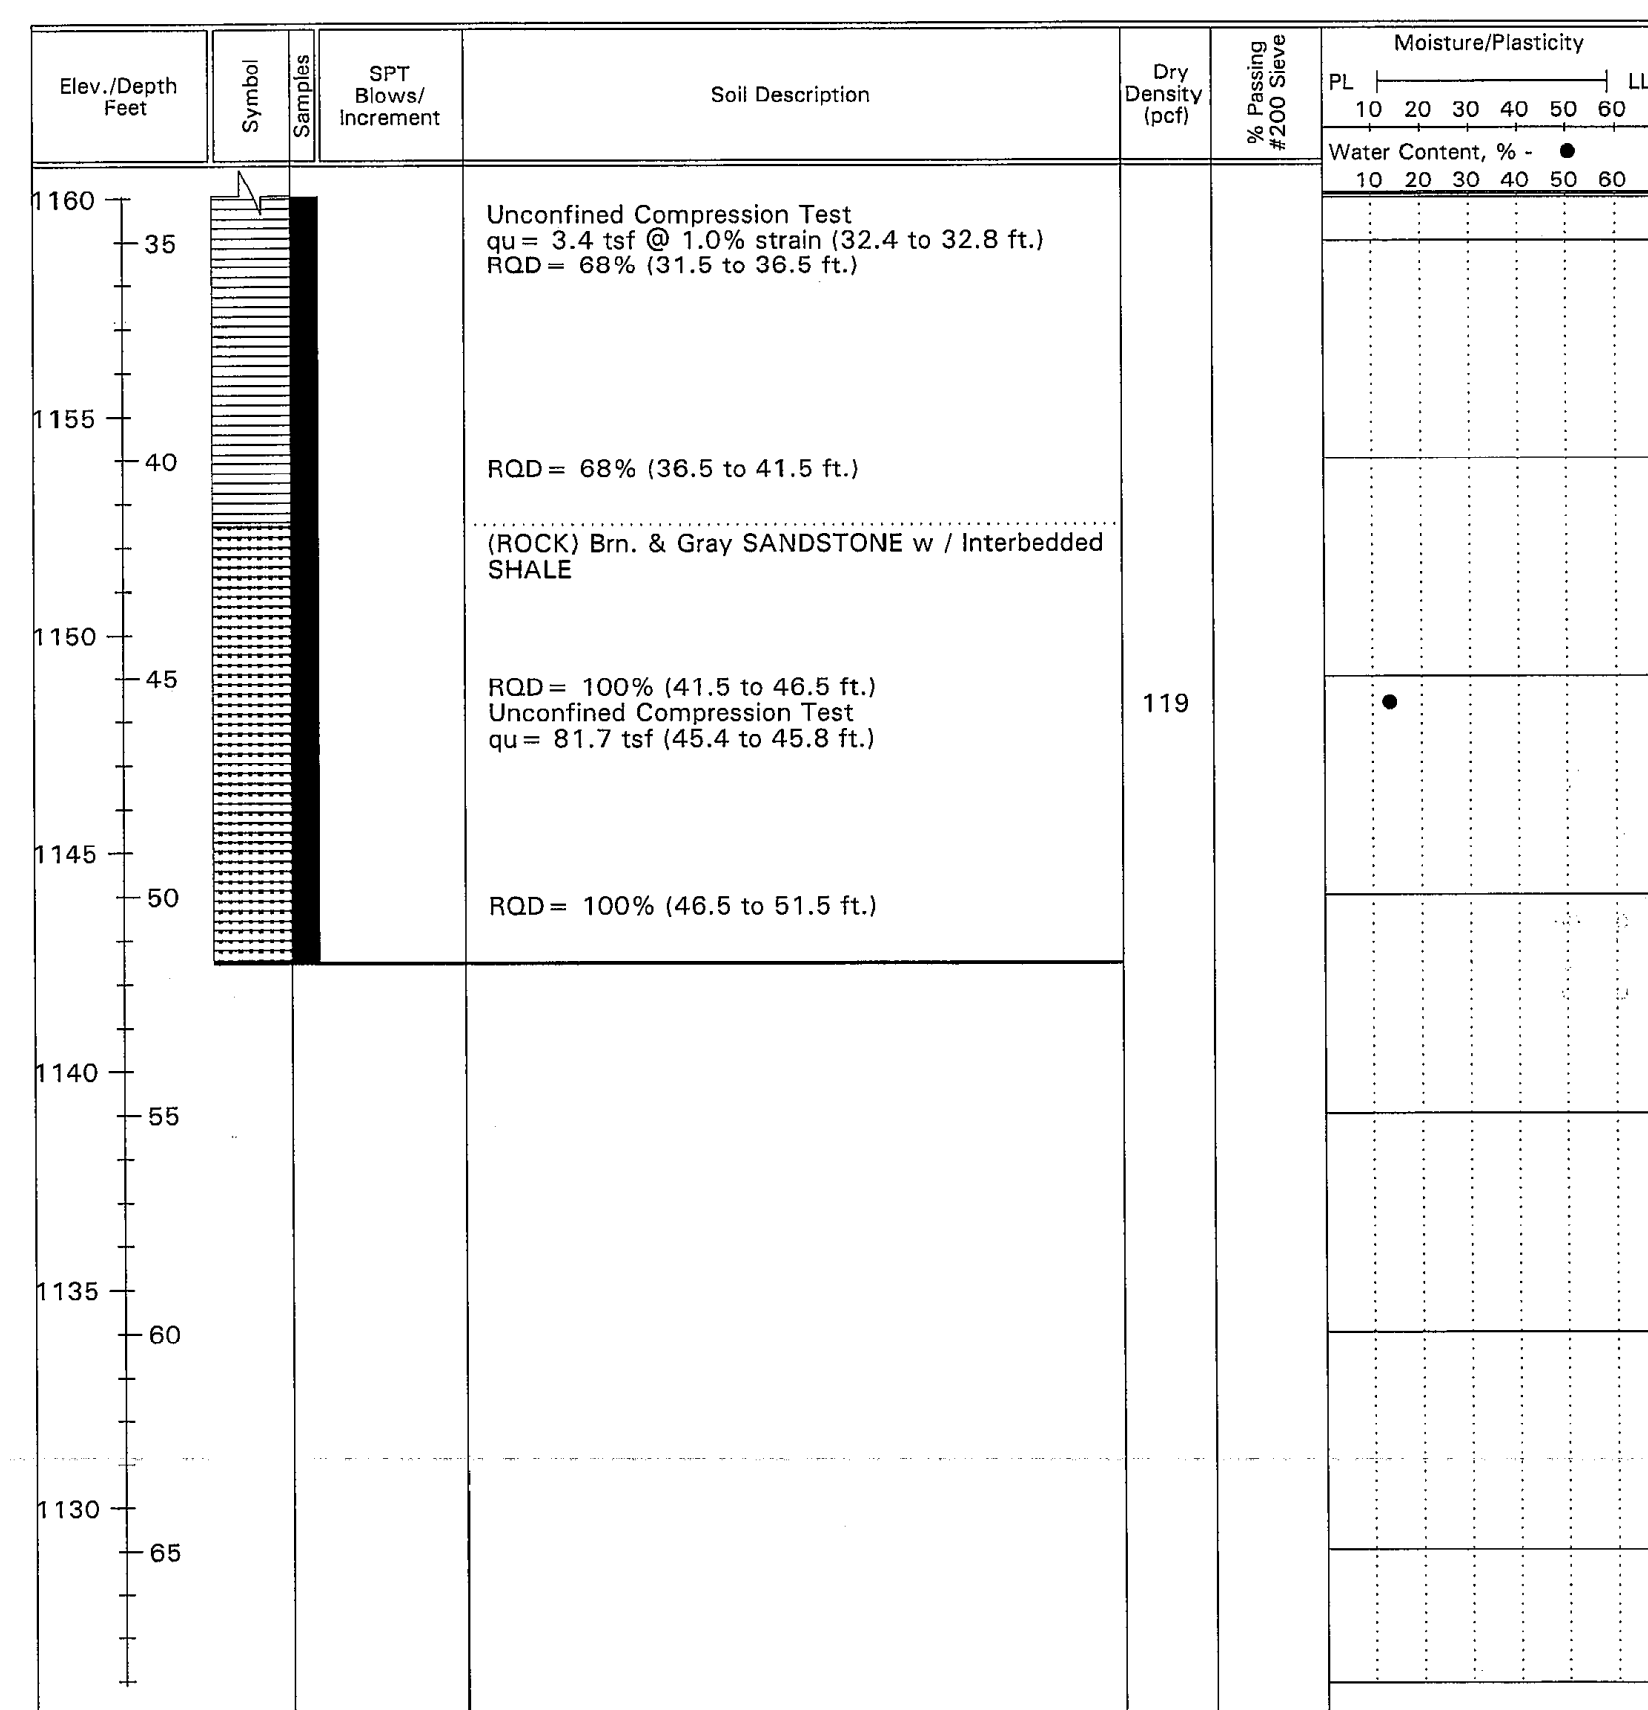 Elev./Depth
Feet
Symbol
Samples
SPT
Blows/
Increment
Soil Description
Dry
Density
(pcf)
% Passing
#200 Sieve
Moisture/Plasticity
PL LL
10 20 30 40 50 60
Water Content, % - ●
10 20 30 40 50 60
1160
Unconfined Compression Test
35
qu = 3.4 tsf @ 1.0% strain (32.4 to 32.8 ft.)
RQD = 68% (31.5 to 36.5 ft.)
1155
40
RQD = 68% (36.5 to 41.5 ft.)
(ROCK) Brn. & Gray SANDSTONE w / Interbedded
SHALE
1150
45
RQD = 100% (41.5 to 46.5 ft.)
Unconfined Compression Test
119
qu = 81.7 tsf (45.4 to 45.8 ft.)
1145
50
RQD = 100% (46.5 to 51.5 ft.)
1140
55
1135
60
1130
65